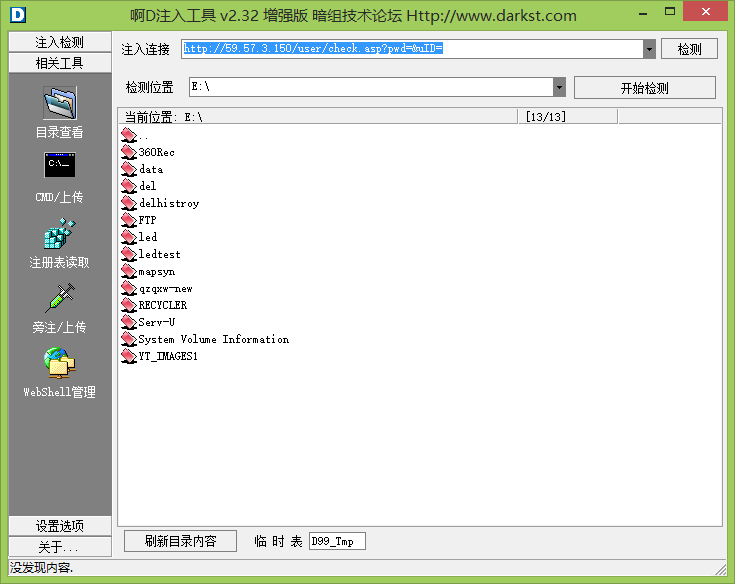 啊D注入工具 v2.32 增强版 暗组技术论坛 Http://www.darkst.com
注入检测
相关工具
目录查看
C:\_
CMD/上传
注册表读取
旁注/上传
WebShell管理
设置选项
关于...
注入连接 http://59.57.3.150/user/check.asp?pwd=&uID= 检测
检测位置 E:\ 开始检测
当前位置: E:\ [13/13]
..
360Rec
data
del
delhistroy
FTP
led
ledtest
mapsyn
qzqxw-new
RECYCLER
Serv-U
System Volume Information
YT_IMAGES1
刷新目录内容 临 时 表 D99_Tmp
没发现内容.